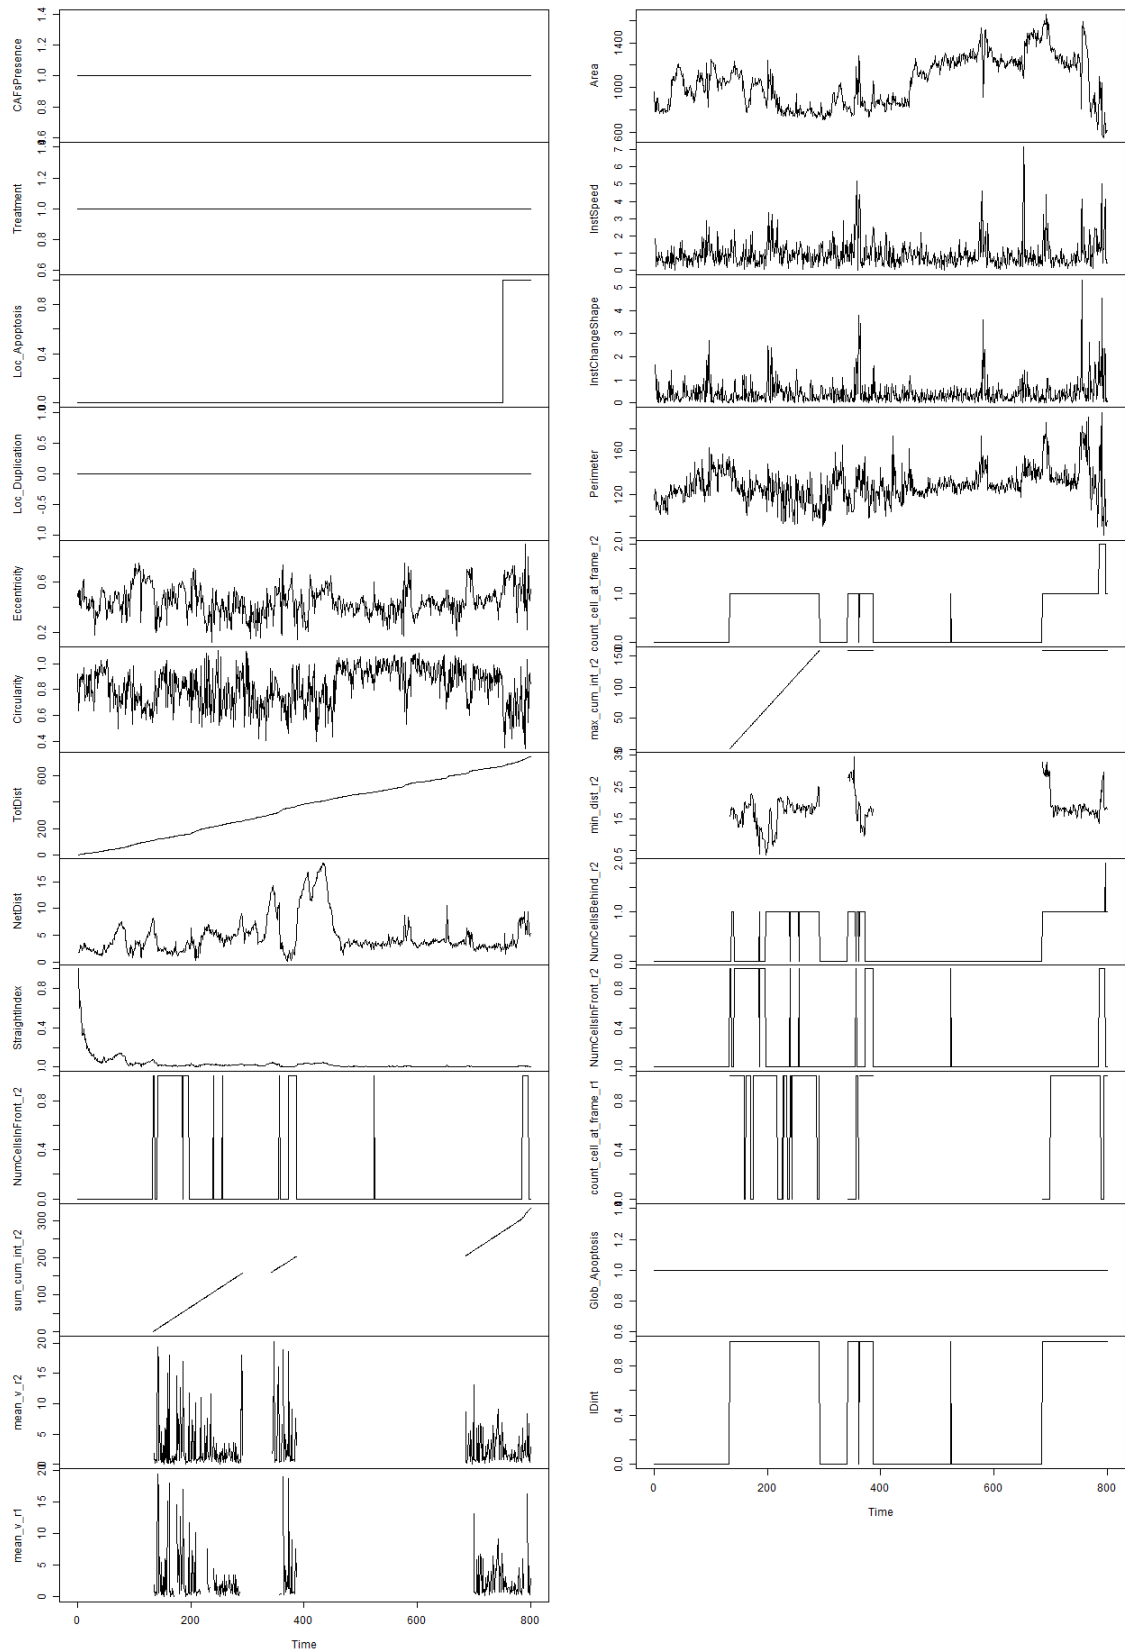 CAFsPresence
0.6 0.8 1.0 1.2 1.4
Treatment
0.6 0.8 1.0 1.2 1.4
Loc_Apoptosis
0.0 0.4 0.8
Loc_Duplication
1.0 -0.5 0.0 0.5 1.0
Eccentricity
0.2 0.6
Circularity
0.4 0.6 0.8 1.0
TotDist
0 200 600
NetDist
0 5 10 15
StraightIndex
0.4 0.8
NumCellsInFront_r2
0.0 0.4 0.8 1.0
sum_cum_int_r2
0 100 200 300
mean_v_r2
0 5 10 15 20
mean_v_r1
0 5 10 15 20
0 200 400 600 800
Time
Area
600 1000 1400
InstSpeed
0 1 2 3 4 5 6 7
InstChangeShape
0 1 2 3 4 5
Perimeter
120 160
count_cell_at_frame_r2
0.0 1.0 2.0
max_cum_int_r2
0 50 100 150
min_dist_r2
5 15 25 35
NumCellsBehind_r2
0.0 1.0 2.0
NumCellsInFront_r2
0.4 0.8
count_cell_at_frame_r1
0.4 0.8
Glob_Apoptosis
0.6 0.8 1.0 1.2 1.4
IDint
0.0 0.4 0.8
0 200 400 600 800
Time